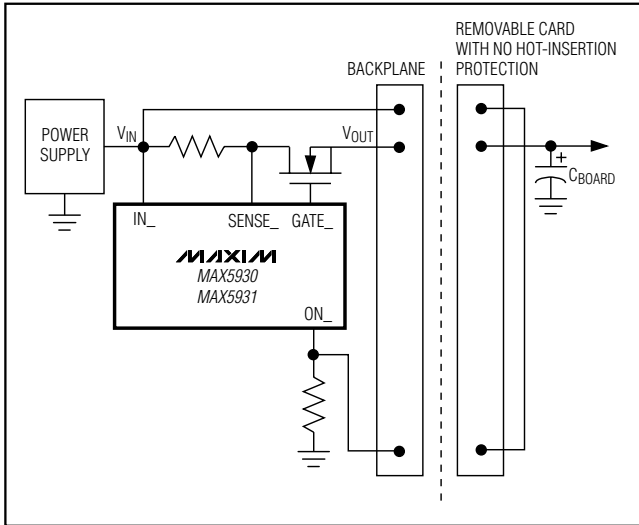 REMOVABLE CARD
WITH NO HOT-INSERTION
PROTECTION
BACKPLANE
POWER
SUPPLY
VIN
VOUT
+
CBOARD
IN_
SENSE_
GATE_
MAXIM
MAX5930
MAX5931
ON_